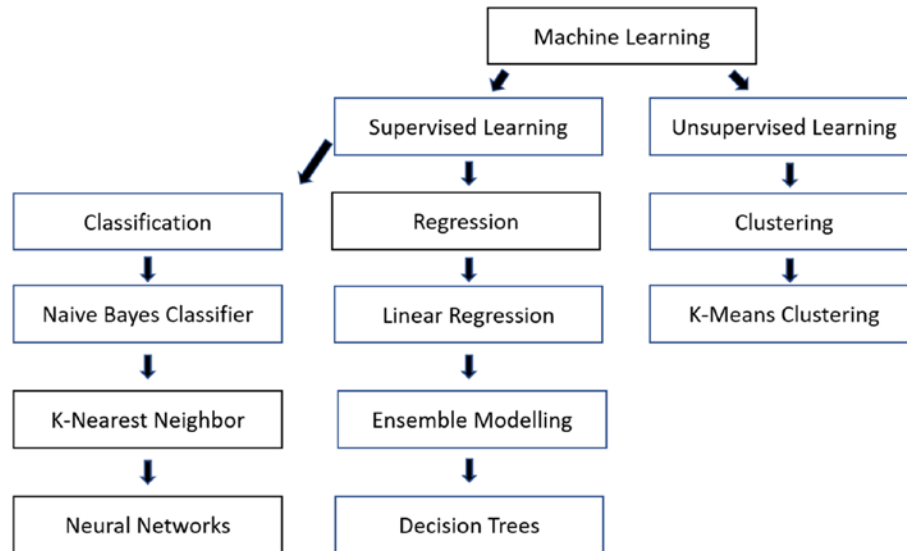 Machine Learning
Supervised Learning
Unsupervised Learning
Classification
Regression
Clustering
Naive Bayes Classifier
Linear Regression
K-Means Clustering
K-Nearest Neighbor
Ensemble Modelling
Neural Networks
Decision Trees